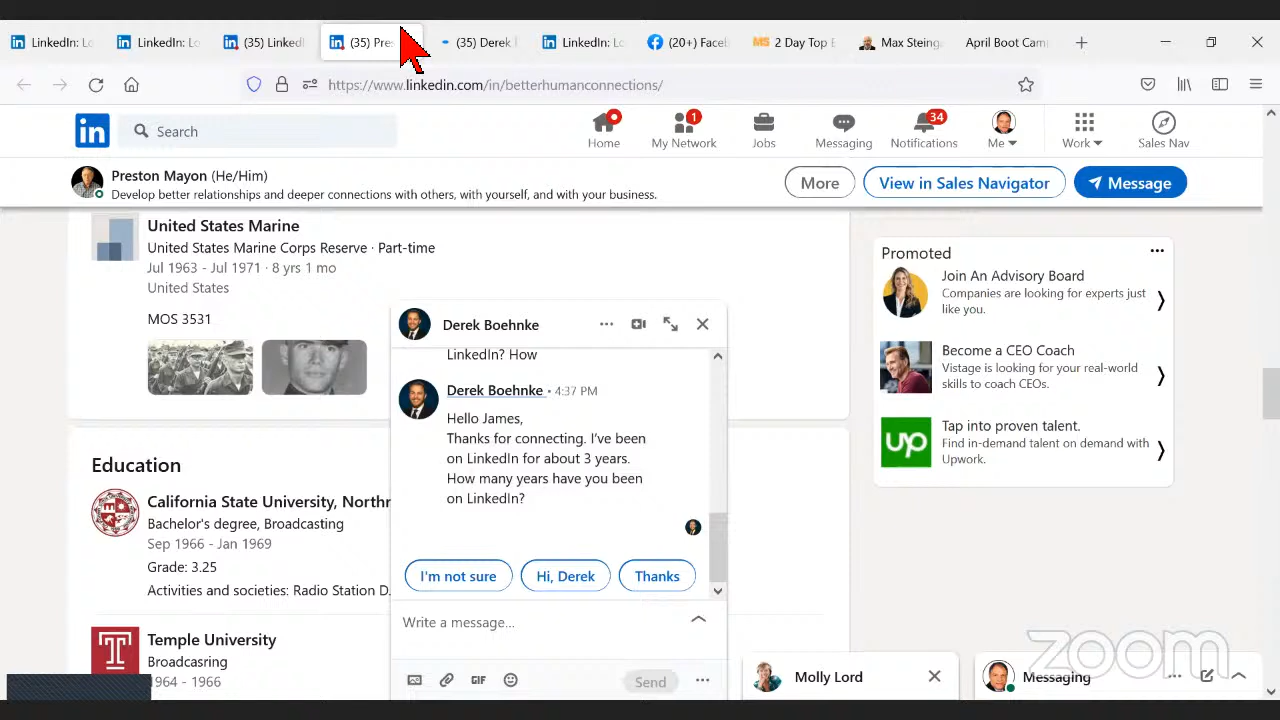 LinkedIn: Lo
LinkedIn: Lo
(35) LinkedI
(35) Pres
(35) Derek
LinkedIn: Lo
(20+) Faceb
2 Day Top
Max Steing
April Boot Cam
https://www.linkedin.com/in/betterhumanconnections/
in
Search
Home
1
My Network
Jobs
Messaging
34
Notifications
Me
Work
Sales Nav
Preston Mayon (He/Him)
Develop better relationships and deeper connections with others, with yourself, and with your business.
More
View in Sales Navigator
Message
United States Marine
United States Marine Corps Reserve · Part-time
Jul 1963 - Jul 1971 · 8 yrs 1 mo
United States
MOS 3531
Education
California State University, Northr
Bachelor's degree, Broadcasting
Sep 1966 - Jan 1969
Grade: 3.25
Activities and societies: Radio Station D
Temple University
Broadcasring
1964 - 1966
Derek Boehnke
LinkedIn? How
Derek Boehnke • 4:37 PM
Hello James,
Thanks for connecting. I've been
on LinkedIn for about 3 years.
How many years have you been
on LinkedIn?
I'm not sure
Hi, Derek
Thanks
Write a message...
GIF
Send
Promoted
Join An Advisory Board
Companies are looking for experts just
like you.
Become a CEO Coach
Vistage is looking for your real-world
skills to coach CEOs.
up
Tap into proven talent.
Find in-demand talent on demand with
Upwork.
Molly Lord
Messaging
zoom